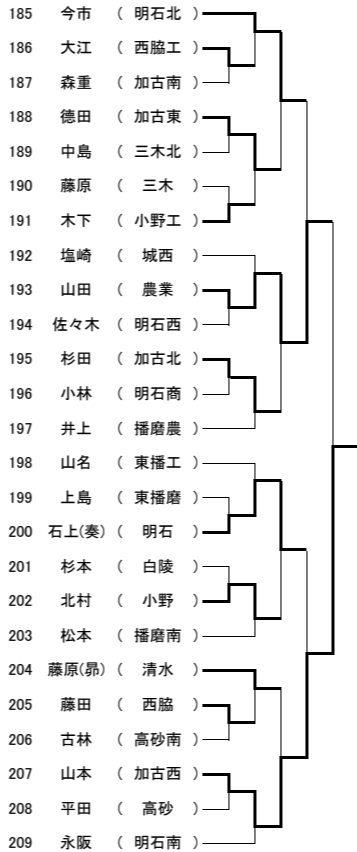 185 今市 ( 明石北 )
186 大江 ( 西脇工 )
187 森重 ( 加古南 )
188 德田 ( 加古東 )
189 中島 ( 三木北 )
190 藤原 ( 三木 )
191 木下 ( 小野工 )
192 塩崎 ( 城西 )
193 山田 ( 農業 )
194 佐々木 ( 明石西 )
195 杉田 ( 加古北 )
196 小林 ( 明石商 )
197 井上 ( 播磨農 )
198 山名 ( 東播工 )
199 上島 ( 東播磨 )
200 石上(奏) ( 明石 )
201 杉本 ( 白陵 )
202 北村 ( 小野 )
203 松本 ( 播磨南 )
204 藤原(昴) ( 清水 )
205 藤田 ( 西脇 )
206 古林 ( 高砂南 )
207 山本 ( 加古西 )
208 平田 ( 高砂 )
209 永阪 ( 明石南 )